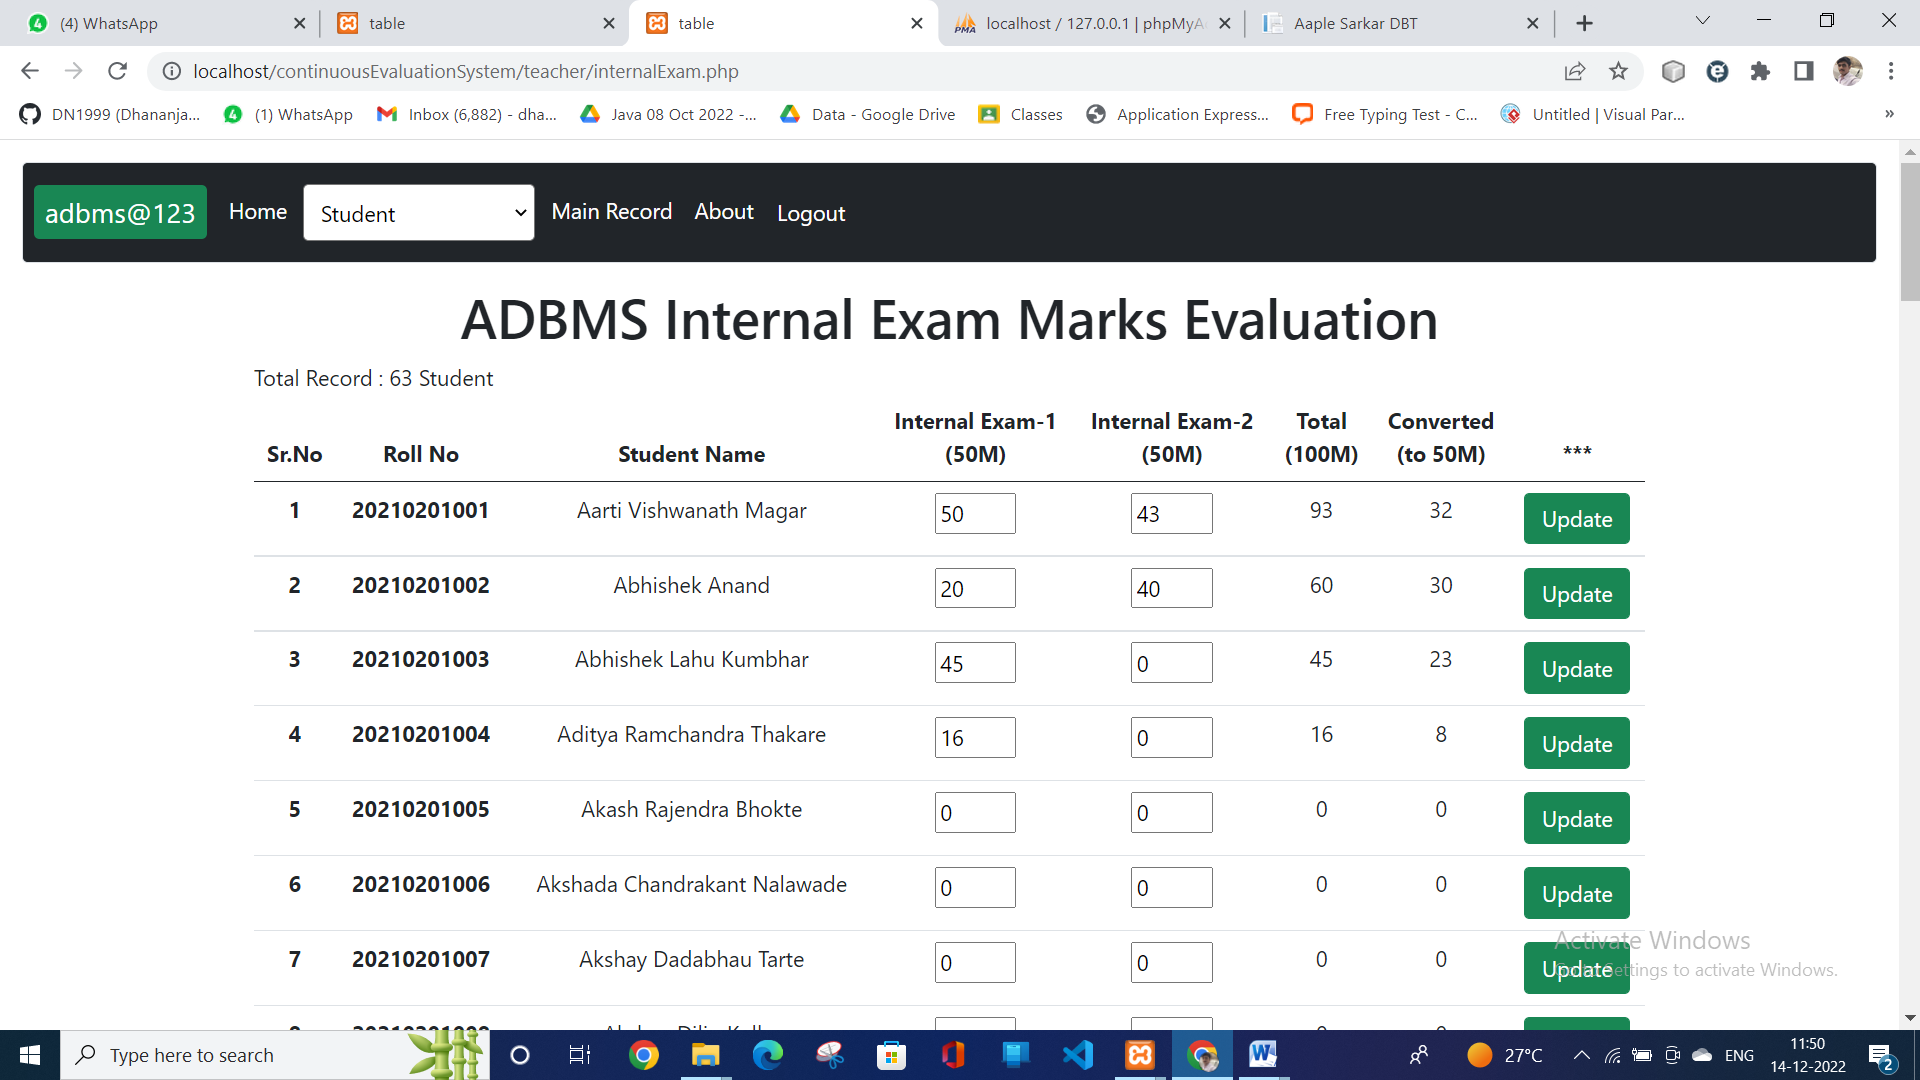 (4) WhatsApp
table
table
localhost / 127.0.0.1 | phpMyA
Aaple Sarkar DBT
localhost/continuousEvaluationSystem/teacher/internalExam.php
DN1999 (Dhananja...
(1) WhatsApp
Inbox (6,882) - dha...
Java 08 Oct 2022 -...
Data - Google Drive
Classes
Application Express...
Free Typing Test - C...
Untitled | Visual Par...
»
adbms@123 Home Student Main Record About Logout
ADBMS Internal Exam Marks Evaluation
Total Record : 63 Student
Sr.No Roll No Student Name Internal Exam-1 (50M) Internal Exam-2 (50M) Total (100M) Converted (to 50M) ***
1 20210201001 Aarti Vishwanath Magar 50 43 93 32 Update
2 20210201002 Abhishek Anand 20 40 60 30 Update
3 20210201003 Abhishek Lahu Kumbhar 45 0 45 23 Update
4 20210201004 Aditya Ramchandra Thakare 16 0 16 8 Update
5 20210201005 Akash Rajendra Bhokte 0 0 0 0 Update
6 20210201006 Akshada Chandrakant Nalawade 0 0 0 0 Update
7 20210201007 Akshay Dadabhau Tarte 0 0 0 0 Update
Activate Windows
Go to Settings to activate Windows.
Type here to search
27°C
ENG
11:50
14-12-2022
2